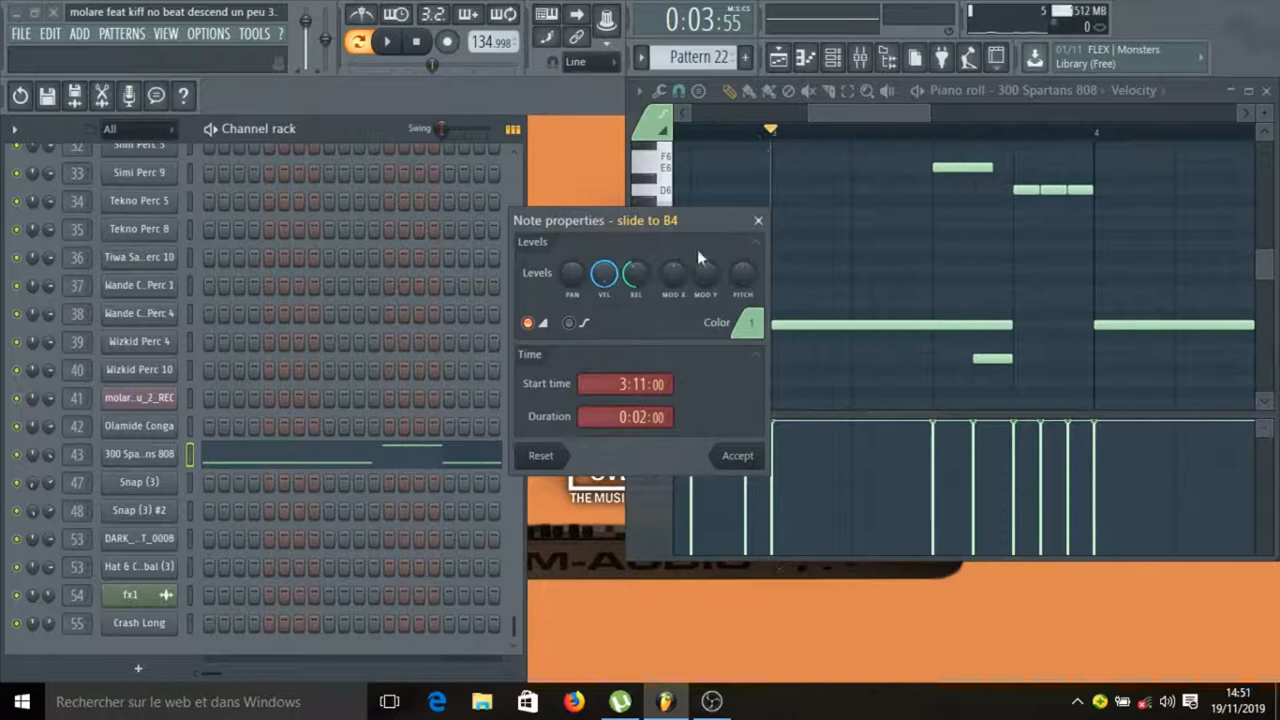 molare feat kiff no beat descend un peu 3..
FILE EDIT ADD PATTERNS VIEW OPTIONS TOOLS ?
3.2.
134.998
0:03:55
M:S:CS
Pattern 22
Line
5
512 MB
0
01/11 FLEX | Monsters
Library (Free)
All
Channel rack
Swing
Piano roll - 300 Spartans 808
Velocity
4
F6
E6
D6
33 Simi Perc 9
34 Tekno Perc 5
35 Tekno Perc 8
36 Tiwa Sa..erc 10
37 Wande C..Perc 1
38 Wande C..Perc 4
39 Wizkid Perc 4
40 Wizkid Perc 10
41 molar..u_2_REC
42 Olamide Conga
43 300 Spa..ns 808
47 Snap (3)
48 Snap (3) #2
53 DARK_..T_0008
53 Hat & C..bal (3)
54 fx1
55 Crash Long
Note properties - slide to B4
Levels
Levels
PAN VEL REL MOD X MOD Y PITCH
Color 1
Time
Start time 3:11:00
Duration 0:02:00
Reset Accept
THE MUSI
M-AUDIO
Rechercher sur le web et dans Windows
14:51
19/11/2019